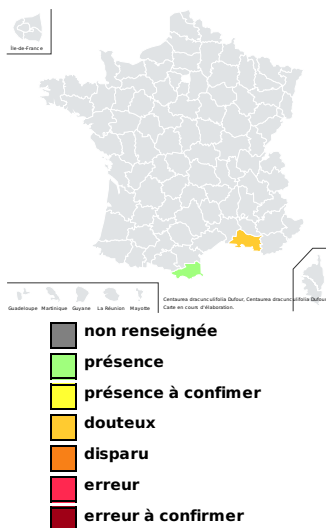 Île-de-France
Guadeloupe Martinique Guyane La Réunion Mayotte
Centaurea dracunculifolia Dufour, Centaurea dracunculifolia Dufour
Carte en cours d'élaboration.
non renseignée
présence
présence à confimer
douteux
disparu
erreur
erreur à confirmer